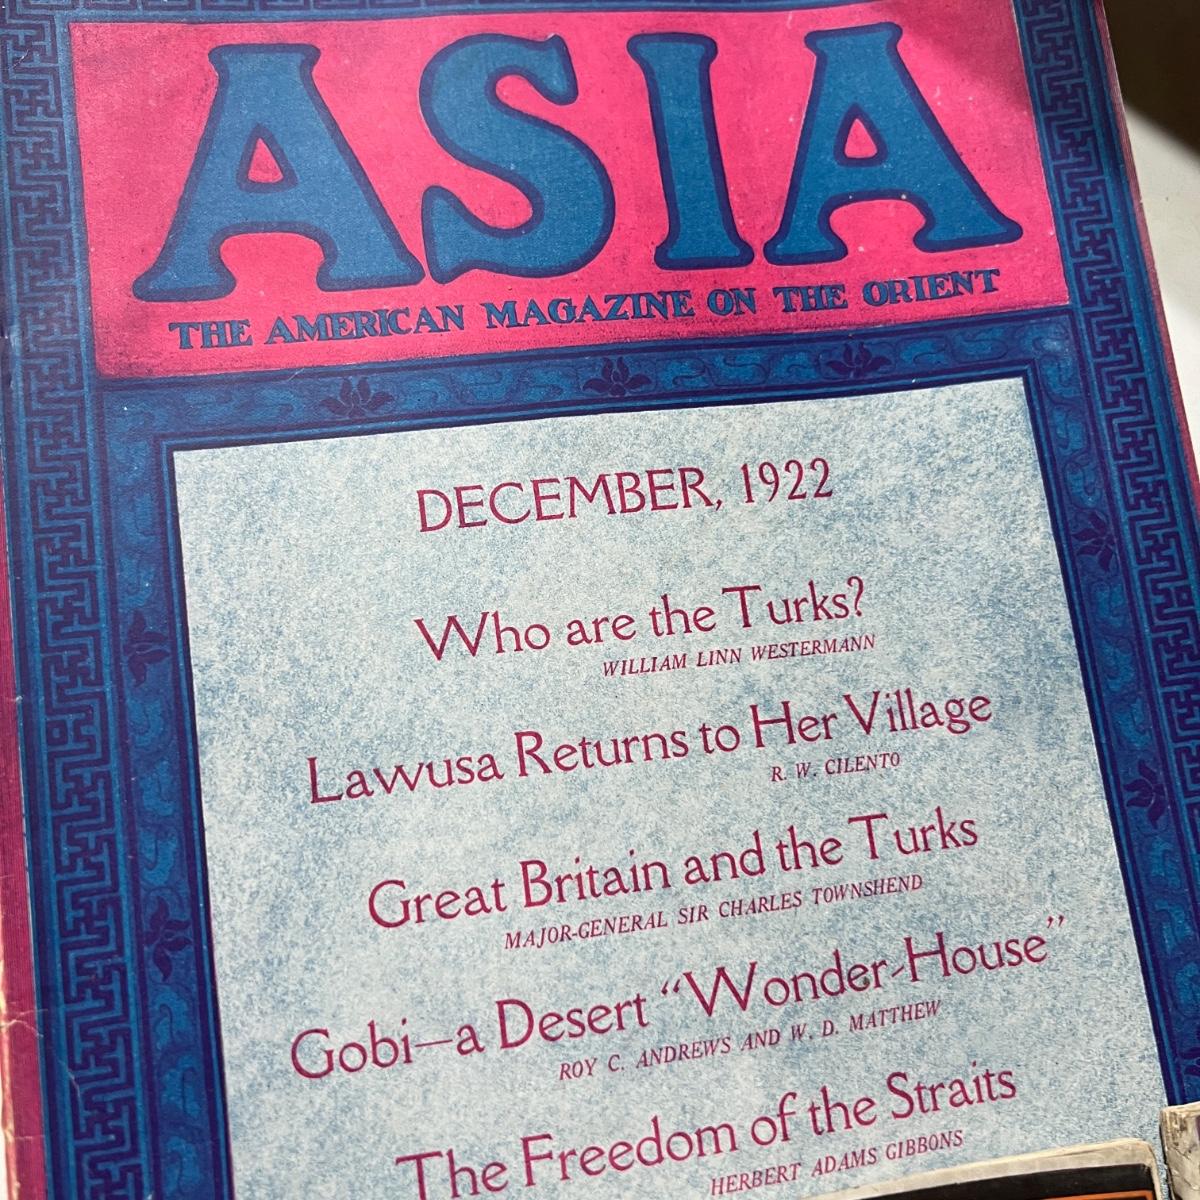 ASIA
THE AMERICAN MAGAZINE ON THE ORIENT
DECEMBER, 1922
Who are the Turks?
WILLIAM LINN WESTERMANN
Lawusa Returns to Her Village
R. W. CILENTO
Great Britain and the Turks
MAJOR-GENERAL SIR CHARLES TOWNSHEND
Gobi—a Desert “Wonder-House”
ROY C. ANDREWS AND W. D. MATTHEW
The Freedom of the Straits
HERBERT ADAMS GIBBONS